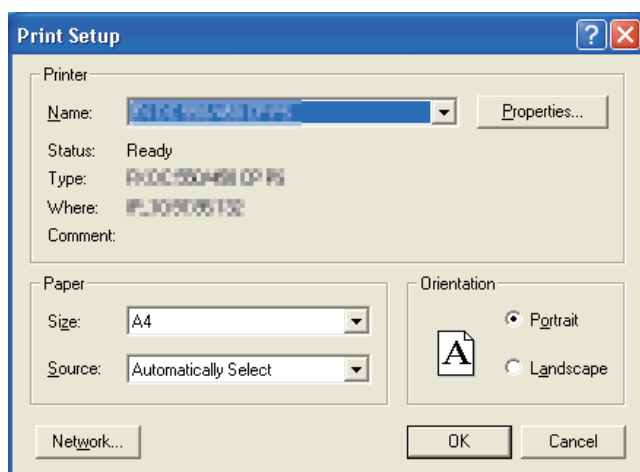 Print Setup
Printer
Name:
Properties...
Status: Ready
Type:
Where:
Comment:
Paper
Size: A4
Source: Automatically Select
Orientation
A
Portrait
Landscape
Network...
OK
Cancel